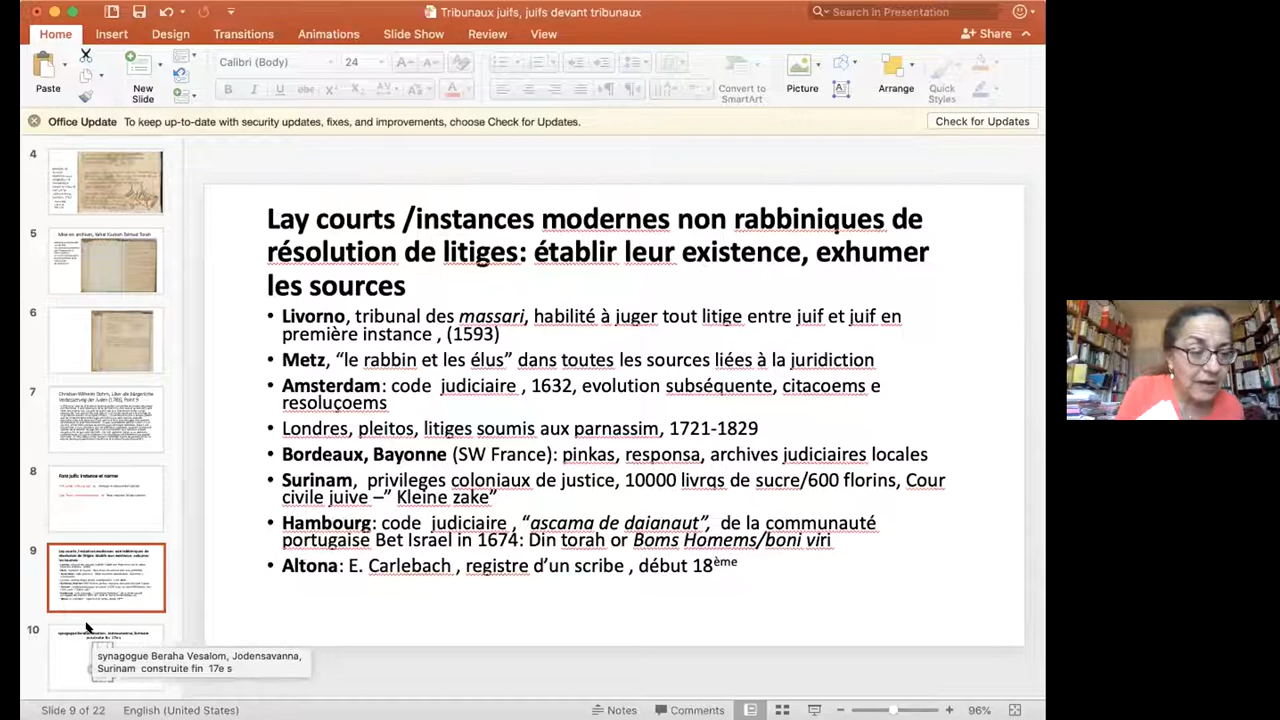 Tribunaux juifs, juifs devant tribunaux
Search in Presentation
Home Insert Design Transitions Animations Slide Show Review View Share
Calibri (Body) 24
Paste New Slide Convert to SmartArt Picture Arrange Quick Styles
Office Update To keep up-to-date with security updates, fixes, and improvements, choose Check for Updates. Check for Updates
4
5
Mise en archives, Kahal Kadosh Talmud Torah
6
7
8
9
10
Lay courts /instances modernes non rabbiniques de
résolution de litiges: établir leur existence, exhumer
les sources
• Livorno, tribunal des massari, habilité à juger tout litige entre juif et juif en
première instance , (1593)
• Metz, “le rabbin et les élus” dans toutes les sources liées à la juridiction
• Amsterdam: code judiciaire , 1632, evolution subséquente, citacoems e
resoluçoems
• Londres, pleitos, litiges soumis aux parnassim, 1721-1829
• Bordeaux, Bayonne (SW France): pinkas, responsa, archives judiciaires locales
• Surinam, privileges coloniaux de justice, 10000 livrqs de sucre/600 florins, Cour
civile juive –” Kleine zake”
• Hambourg: code judiciaire , “ascama de daianaut”, de la communauté
portugaise Bet Israel in 1674: Din torah or Boms Homems/boni viri
• Altona: E. Carlebach , registre d’un scribe , début 18ème
synagogue Beraha Vesalom, Jodensavanna,
Surinam construite fin 17e s
Slide 9 of 22 English (United States) Notes Comments 96%